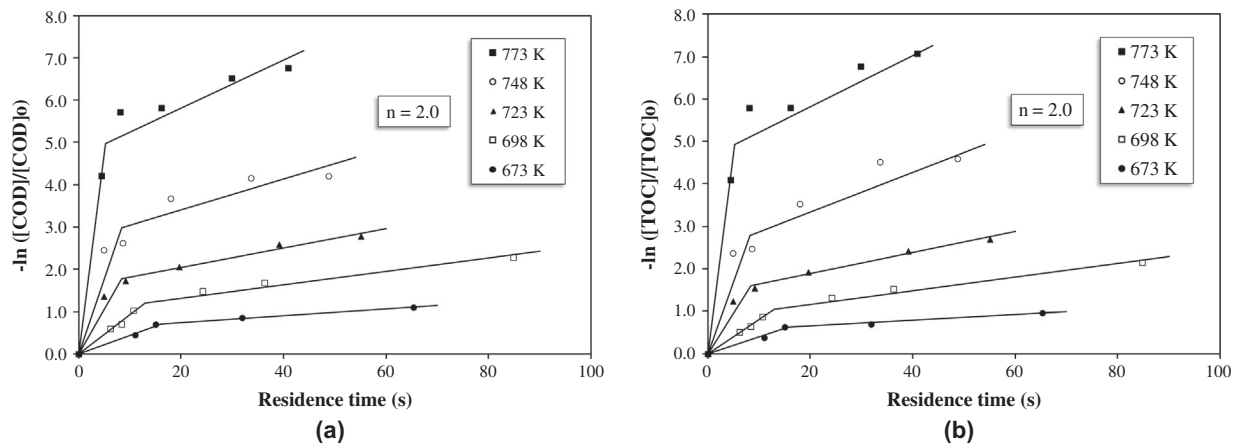 8.0
7.0
6.0
5.0
4.0
3.0
2.0
1.0
0.0
-ln ([COD]/[COD]o
773 K
748 K
723 K
698 K
673 K
n = 2.0
0 20 40 60 80 100
Residence time (s)
(a)
8.0
7.0
6.0
5.0
4.0
3.0
2.0
1.0
0.0
-ln ([TOC]/[TOC]o)
773 K
748 K
723 K
698 K
673 K
n = 2.0
0 20 40 60 80 100
Residence time (s)
(b)